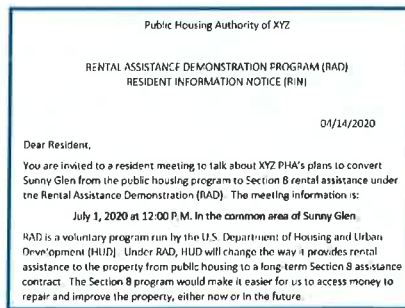 Public Housing Authority of XYZ
RENTAL ASSISTANCE DEMONSTRATION PROGRAM (RAD)
RESIDENT INFORMATION NOTICE (RIN)
04/14/2020
Dear Resident,
You are invited to a resident meeting to talk about XYZ PHA's plans to convert
Sunny Glen from the public housing program to Section 8 rental assistance under
the Rental Assistance Demonstration (RAD). The meeting information is:
July 1, 2020 at 12:00 P.M. In the common area of Sunny Glen
RAD is a voluntary program run by the U.S. Department of Housing and Urban
Development (HUD). Under RAD, HUD will change the way it provides rental
assistance to the property from public housing to a long-term Section 8 assistance
contract. The Section 8 program would make it easier for us to access money to
repair and improve the property, either now or in the future.